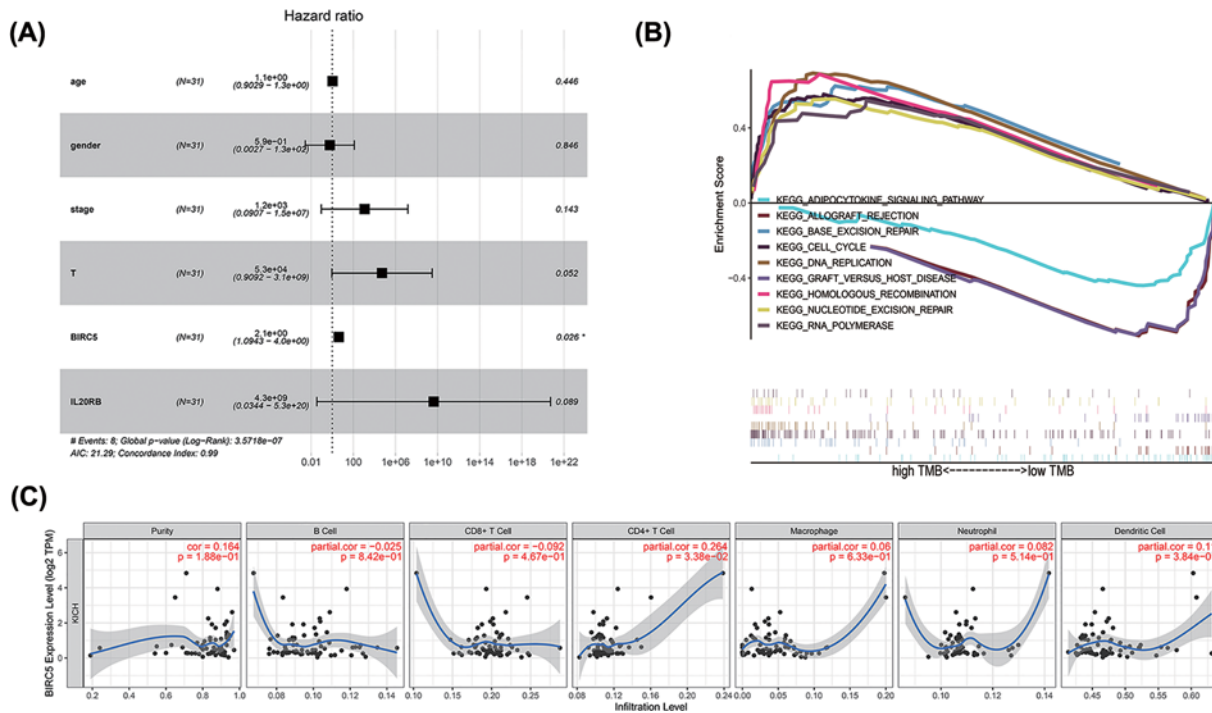 (A)
Hazard ratio
age (N=31) 1.1e+00 (0.9029 − 1.3e+00) 0.446
gender (N=31) 5.9e−01 (0.0027 − 1.3e+02) 0.846
stage (N=31) 1.2e+03 (0.0907 − 1.5e+07) 0.143
T (N=31) 5.3e+04 (0.9092 − 3.1e+09) 0.052
BIRC5 (N=31) 2.1e+00 (1.0943 − 4.0e+00) 0.026 *
IL20RB (N=31) 4.3e+09 (0.0344 − 5.3e+20) 0.089
# Events: 8; Global p−value (Log−Rank): 3.5718e−07
AIC: 21.29; Concordance Index: 0.99
0.01 100 1e+06 1e+10 1e+14 1e+18 1e+22
(B)
Enrichment Score
0.4
0.0
−0.4
KEGG_ADIPOCYTOKINE_SIGNALING_PATHWAY
KEGG_ALLOGRAFT_REJECTION
KEGG_BASE_EXCISION_REPAIR
KEGG_CELL_CYCLE
KEGG_DNA_REPLICATION
KEGG_GRAFT_VERSUS_HOST_DISEASE
KEGG_HOMOLOGOUS_RECOMBINATION
KEGG_NUCLEOTIDE_EXCISION_REPAIR
KEGG_RNA_POLYMERASE
high TMB<------------>low TMB
(C)
BIRC5 Expression Level (log2 TPM)
KICH
6
4
2
0
Purity
cor = 0.164
p = 1.88e−01
0.2 0.4 0.6 0.8 1.0
B Cell
partial.cor = −0.025
p = 8.42e−01
0.08 0.10 0.12 0.14
CD8+ T Cell
partial.cor = −0.092
p = 4.67e−01
0.10 0.15 0.20 0.25
CD4+ T Cell
partial.cor = 0.264
p = 3.38e−02
0.08 0.12 0.16 0.20 0.24
Macrophage
partial.cor = 0.06
p = 6.33e−01
0.00 0.05 0.10 0.15 0.20
Neutrophil
partial.cor = 0.082
p = 5.14e−01
0.10 0.12 0.14
Dendritic Cell
partial.cor = 0.1
p = 3.84e−0
0.45 0.50 0.55 0.60
Infiltration Level